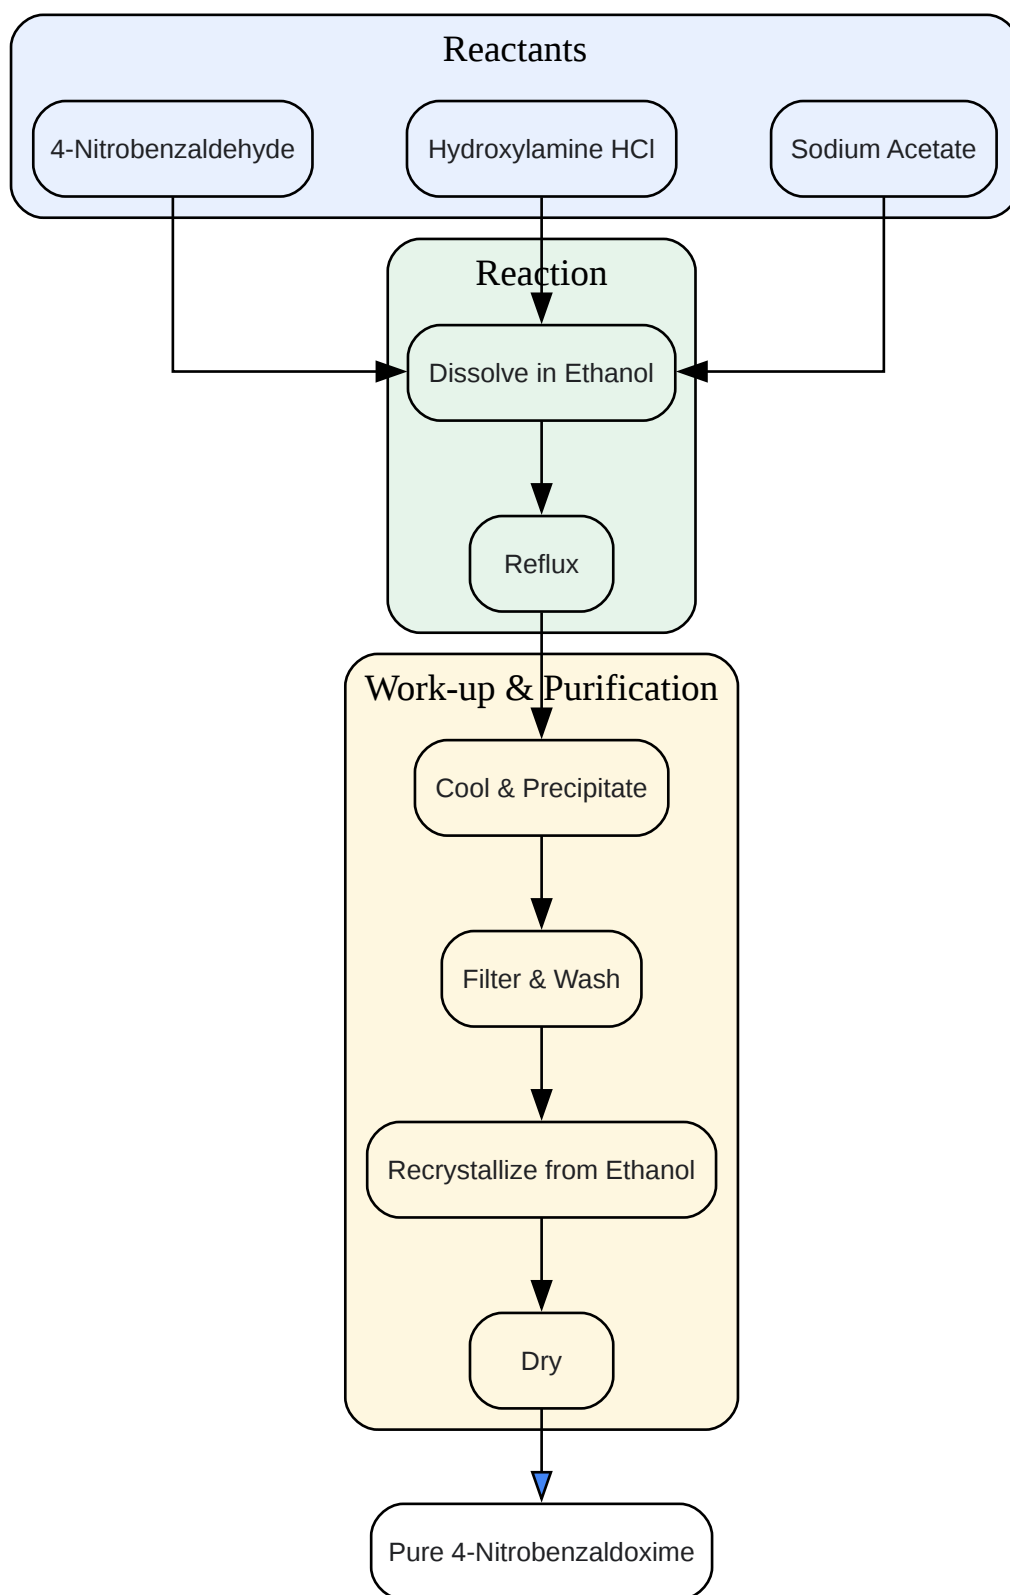 Reactants
4-Nitrobenzaldehyde
Hydroxylamine HCl
Sodium Acetate
Reaction
Dissolve in Ethanol
Reflux
Work-up & Purification
Cool & Precipitate
Filter & Wash
Recrystallize from Ethanol
Dry
Pure 4-Nitrobenzaldoxime